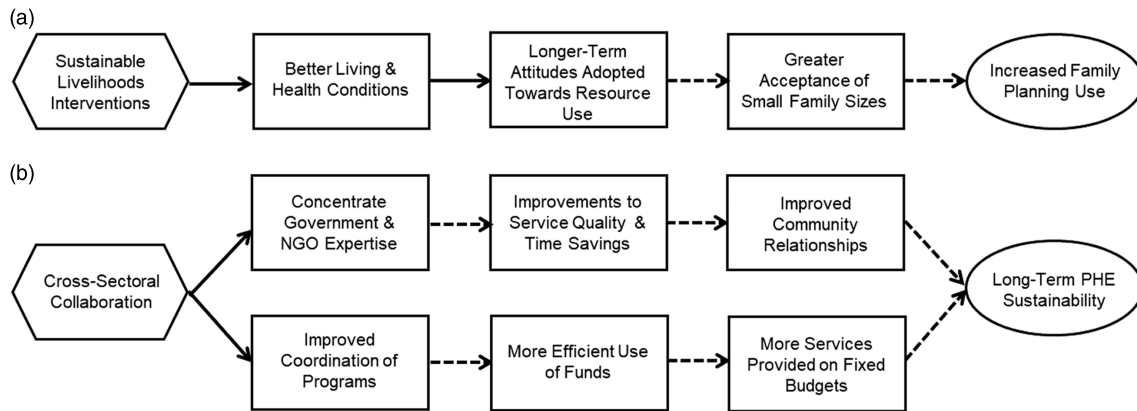 (a)
Sustainable
Livelihoods
Interventions
Better Living &
Health Conditions
Longer-Term
Attitudes Adopted
Towards Resource
Use
Greater
Acceptance of
Small Family Sizes
Increased Family
Planning Use
(b)
Cross-Sectoral
Collaboration
Concentrate
Government &
NGO Expertise
Improvements to
Service Quality &
Time Savings
Improved
Community
Relationships
Improved
Coordination of
Programs
More Efficient Use
of Funds
More Services
Provided on Fixed
Budgets
Long-Term PHE
Sustainability